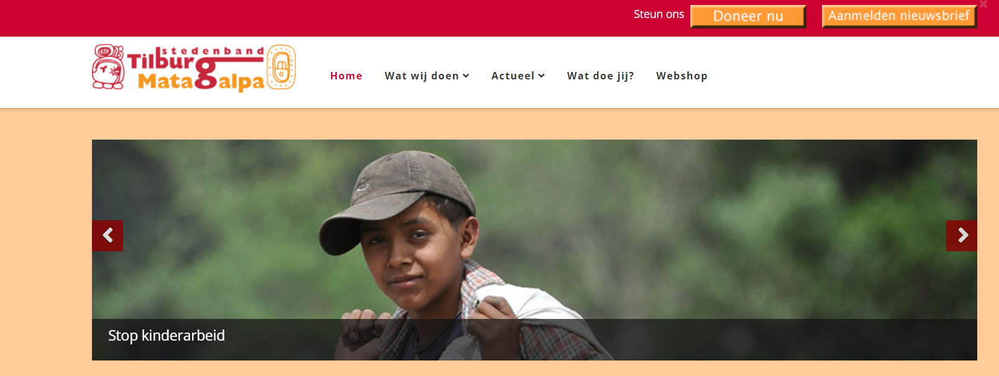 Steun ons Doneer nu Aanmelden nieuwsbrief
stedenband
Tilburg
Matagalpa
Home Wat wij doen Actueel Wat doe jij? Webshop
Stop kinderarbeid